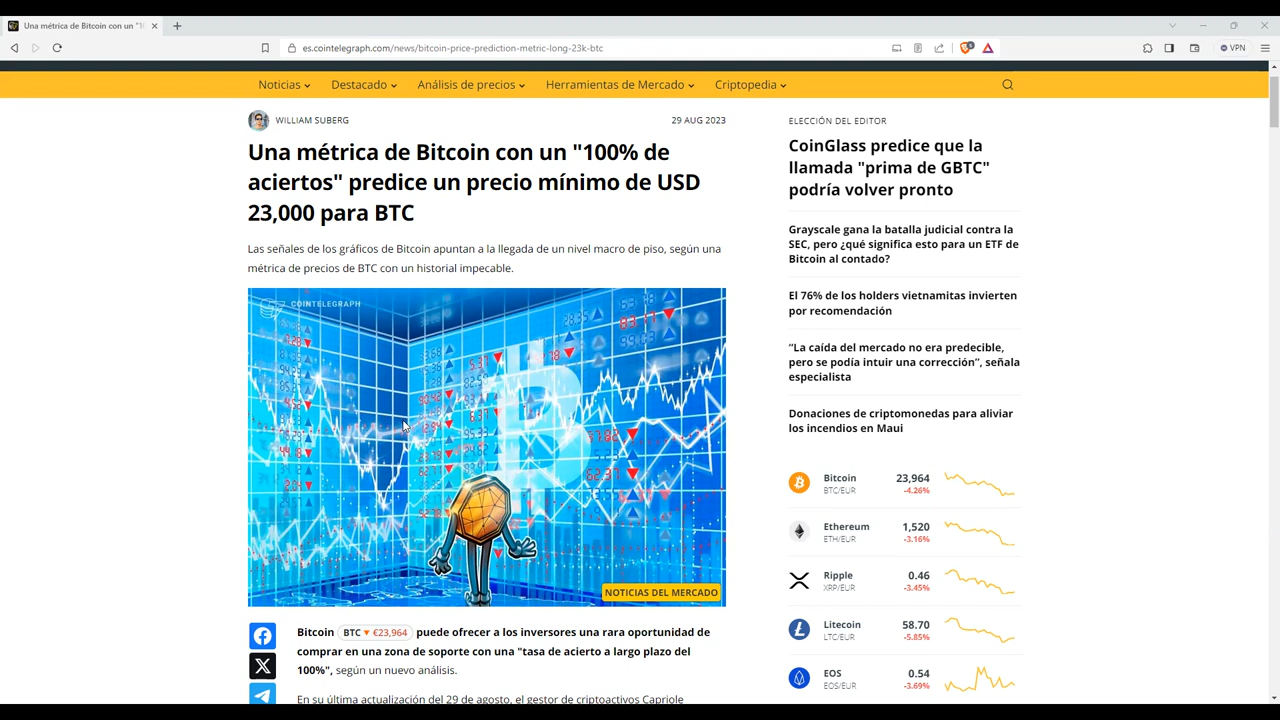 Una métrica de Bitcoin con un "1
es.cointelegraph.com/news/bitcoin-price-prediction-metric-long-23k-btc
VPN
Noticias
Destacado
Análisis de precios
Herramientas de Mercado
Criptopedia
WILLIAM SUBERG
29 AUG 2023
Una métrica de Bitcoin con un "100% de
aciertos" predice un precio mínimo de USD
23,000 para BTC
Las señales de los gráficos de Bitcoin apuntan a la llegada de un nivel macro de piso, según una
métrica de precios de BTC con un historial impecable.
COINTELEGRAPH
NOTICIAS DEL MERCADO
Bitcoin BTC ▼ €23,964 puede ofrecer a los inversores una rara oportunidad de
comprar en una zona de soporte con una "tasa de acierto a largo plazo del
100%", según un nuevo análisis.
En su última actualización del 29 de agosto, el gestor de criptoactivos Capriole
ELECCIÓN DEL EDITOR
CoinGlass predice que la
llamada "prima de GBTC"
podría volver pronto
Grayscale gana la batalla judicial contra la
SEC, pero ¿qué significa esto para un ETF de
Bitcoin al contado?
El 76% de los holders vietnamitas invierten
por recomendación
“La caída del mercado no era predecible,
pero se podía intuir una corrección”, señala
especialista
Donaciones de criptomonedas para aliviar
los incendios en Maui
Bitcoin 23,964
BTC/EUR -4.26%
Ethereum 1,520
ETH/EUR -3.16%
Ripple 0.46
XRP/EUR -3.45%
Litecoin 58.70
LTC/EUR -5.85%
EOS 0.54
EOS/EUR -3.69%